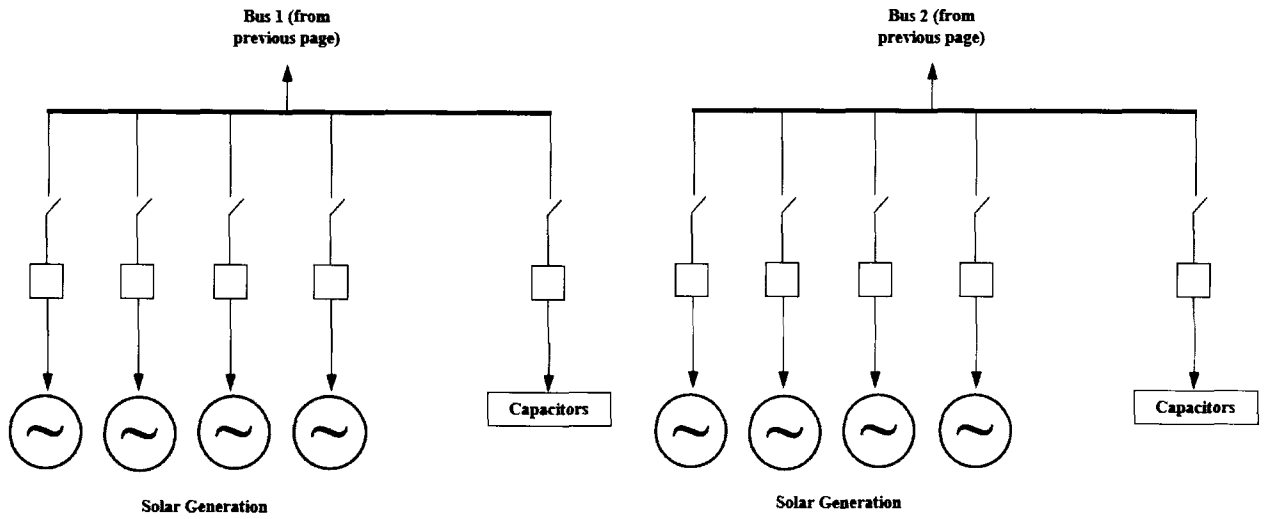 Bus 1 (from
previous page)
Bus 2 (from
previous page)
Capacitors
Capacitors
Solar Generation
Solar Generation